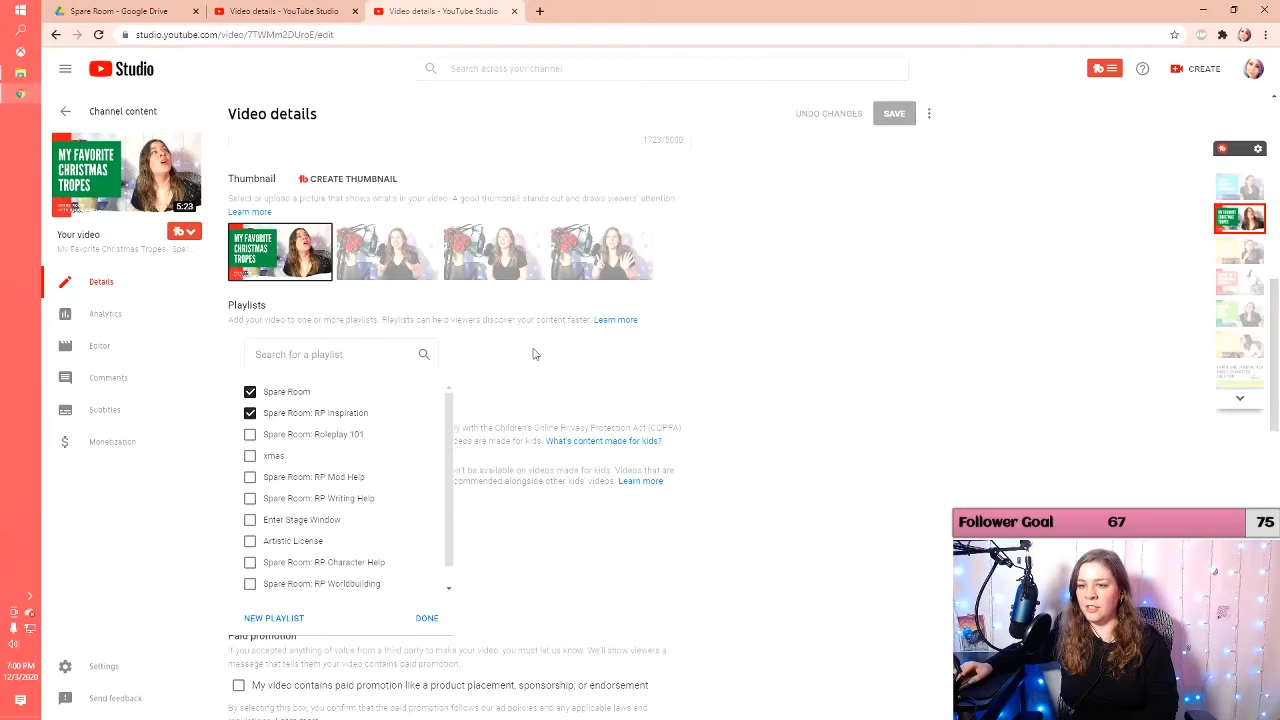 Spare Room - Google Drive
Video details - YouTube Studio
Video details - YouTube Studio
studio.youtube.com/video/7TWMm2DUroE/edit
Studio
Search across your channel
CREATE
Channel content
Video details
UNDO CHANGES
SAVE
1723/5000
MY FAVORITE
CHRISTMAS
TROPES
SPARE ROOM
5:23
Thumbnail
CREATE THUMBNAIL
Select or upload a picture that shows what's in your video. A good thumbnail stands out and draws viewers' attention.
Learn more
MY FAVORITE
CHRISTMAS
TROPES
Your video
My Favorite Christmas Tropes - Spar...
Details
Analytics
Editor
Comments
Subtitles
Monetization
Playlists
Add your video to one or more playlists. Playlists can help viewers discover your content faster. Learn more
Search for a playlist
Spare Room
Spare Room: RP Inspiration
Spare Room: Roleplay 101
xmas
Spare Room: RP Mod Help
Spare Room: RP Writing Help
Enter Stage Window
Artistic License
Spare Room: RP Character Help
Spare Room: RP Worldbuilding
NEW PLAYLIST
DONE
ly with the Children's Online Privacy Protection Act (COPPA)
deos are made for kids. What's content made for kids?
n't be available on videos made for kids. Videos that are
commended alongside other kids' videos. Learn more
Paid promotion
If you accepted anything of value from a third party to make your video, you must let us know. We'll show viewers a
message that tells them your video contains paid promotion.
My video contains paid promotion like a product placement, sponsorship, or endorsement
By selecting this box, you confirm that the paid promotion follows our ad policies and any applicable laws and
regulations. Learn more
Settings
Send feedback
7:00 PM
12/3/2020
Follower Goal
67
75